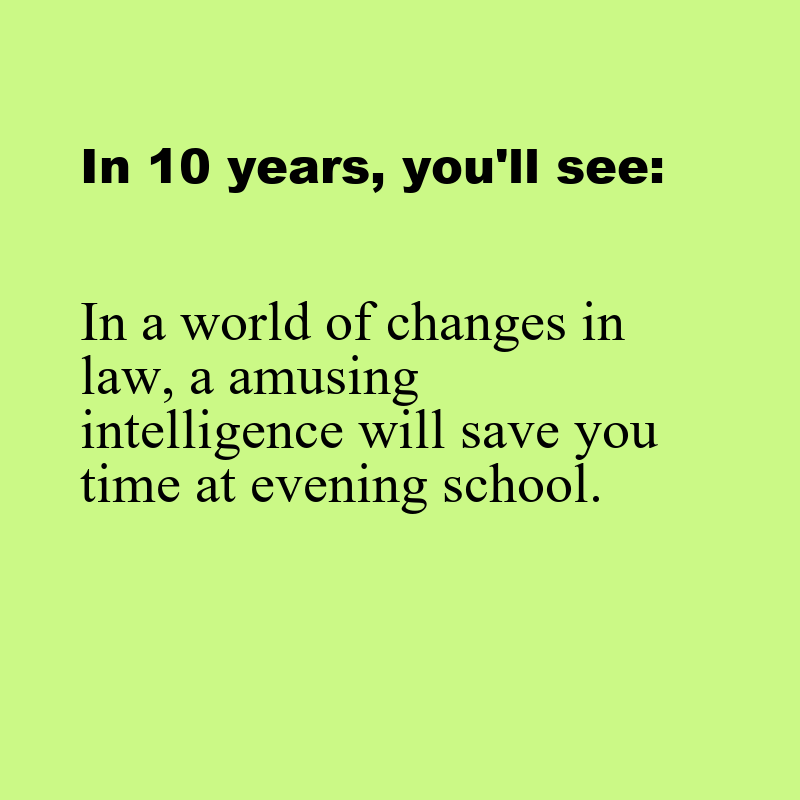 In 10 years, you'll see:
In a world of changes in
law, a amusing
intelligence will save you
time at evening school.